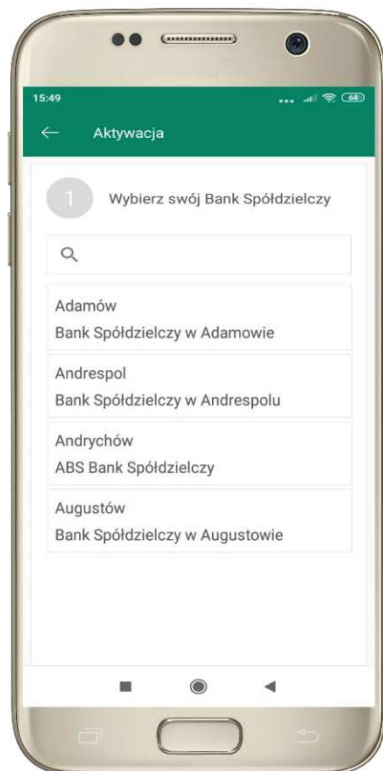 15:49
64
Aktywacja
1
Wybierz swój Bank Spółdzielczy
Adamów
Bank Spółdzielczy w Adamowie
Andrespol
Bank Spółdzielczy w Andrespolu
Andrychów
ABS Bank Spółdzielczy
Augustów
Bank Spółdzielczy w Augustowie